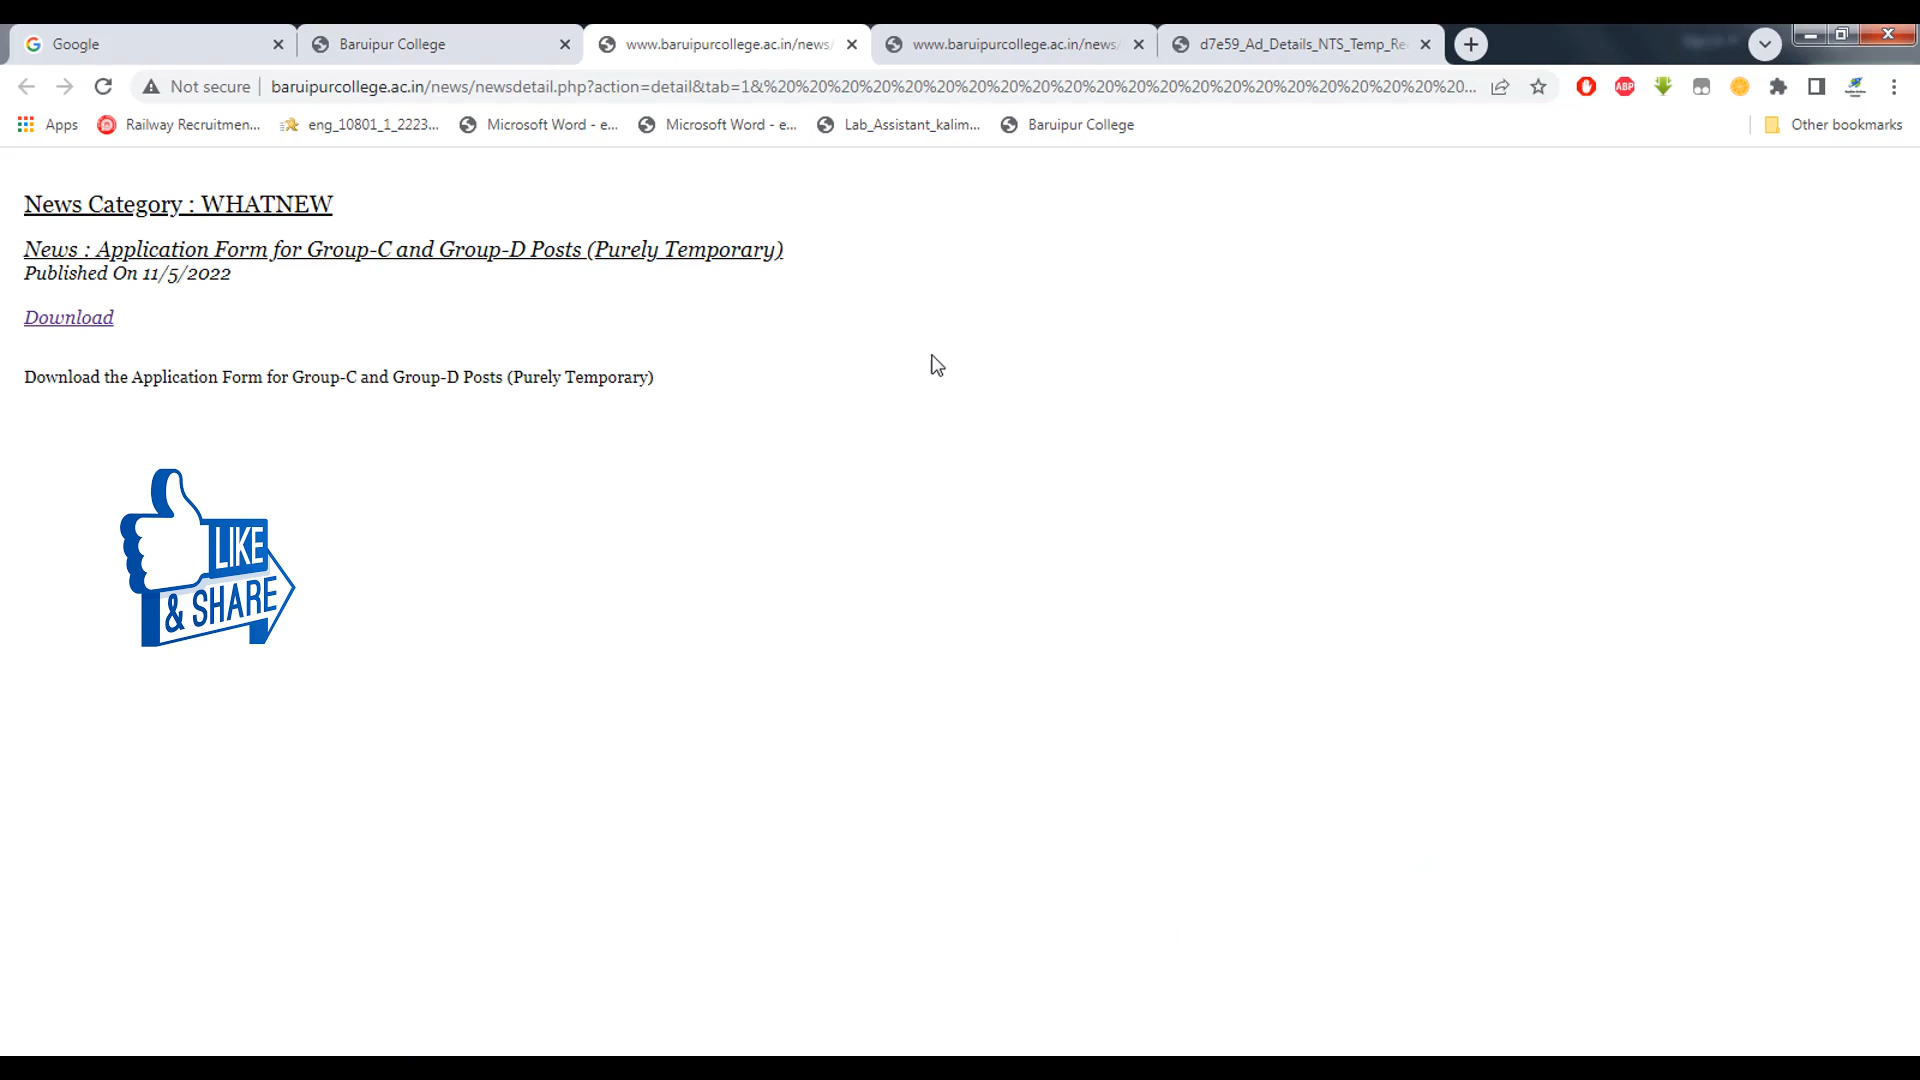 Google
Baruipur College
www.baruipurcollege.ac.in/news/
www.baruipurcollege.ac.in/news/
d7e59_Ad_Details_NTS_Temp_Re
Not secure
baruipurcollege.ac.in/news/newsdetail.php?action=detail&tab=1&%20%20%20%20%20%20%20%20%20%20%20%20%20%20%20%20%20%20%20%20...
Apps
Railway Recruitmen...
eng_10801_1_2223...
Microsoft Word - e...
Microsoft Word - e...
Lab_Assistant_kalim...
Baruipur College
Other bookmarks
News Category : WHATNEW
News : Application Form for Group-C and Group-D Posts (Purely Temporary)
Published On 11/5/2022
Download
Download the Application Form for Group-C and Group-D Posts (Purely Temporary)
LIKE
& SHARE
ABP